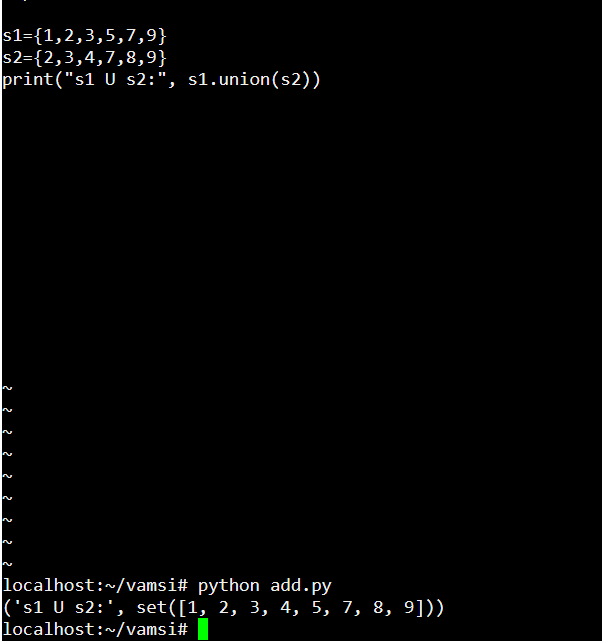 s1={1,2,3,5,7,9}
s2={2,3,4,7,8,9}
print("s1 U s2:", s1.union(s2))
~
~
~
~
~
~
~
~
~
localhost:~/vamsi# python add.py
('s1 U s2:', set([1, 2, 3, 4, 5, 7, 8, 9]))
localhost:~/vamsi#